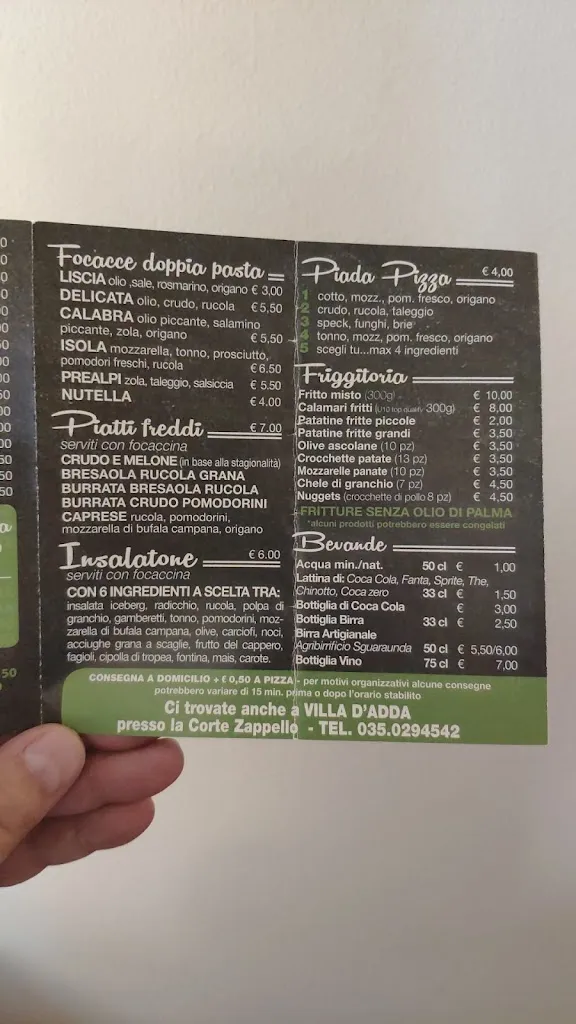 Focacce doppia pasta
LISCIA olio ,sale, rosmarino, origano € 3,00
DELICATA olio, crudo, rucola € 5,50
CALABRA olio piccante, salamino
piccante, zola, origano € 5,50
ISOLA mozzarella, tonno, prosciutto,
pomodori freschi, rucola € 6.50
PREALPI zola, taleggio, salsiccia € 5.50
NUTELLA € 4.00
Piatti freddi € 7.00
serviti con focaccina
CRUDO E MELONE (in base alla stagionalità)
BRESAOLA RUCOLA GRANA
BURRATA BRESAOLA RUCOLA
BURRATA CRUDO POMODORINI
CAPRESE rucola, pomodorini,
mozzarella di bufala campana, origano
Insalatone € 6.00
serviti con focaccina
CON 6 INGREDIENTI A SCELTA TRA:
insalata iceberg, radicchio, rucola, polpa di
granchio, gamberetti, tonno, pomodorini, moz-
zarella di bufala campana, olive, carciofi, noci,
acciughe grana a scaglie, frutto del cappero,
fagioli, cipolla di tropea, fontina, mais, carote.
Piada Pizza € 4,00
1 cotto, mozz., pom. fresco, origano
2 crudo, rucola, taleggio
3 speck, funghi, brie
4 tonno, mozz, pom, fresco, origano
5 scegli tu...max 4 ingredienti
Friggitoria
Fritto misto (300g) € 10,00
Calamari fritti (U10 top quality 300g) € 8,00
Patatine fritte piccole € 2,00
Patatine fritte grandi € 3,50
Olive ascolane (10 pz) € 3,50
Crocchette patate (13 pz) € 3,50
Mozzarelle panate (10 pz) € 3,50
Chele di granchio (7 pz) € 4,50
Nuggets (crocchette di pollo 8 pz) € 4,50
FRITTURE SENZA OLIO DI PALMA
*alcuni prodotti potrebbero essere congelati
Bevande
Acqua min./nat. 50 cl € 1,00
Lattina di: Coca Cola, Fanta, Sprite, The,
Chinotto, Coca zero 33 cl € 1,50
Bottiglia di Coca Cola € 3,00
Bottiglia Birra 33 cl € 2,50
Birra Artigianale
Agribirrificio Sguaraunda 50 cl € 5,50/6,00
Bottiglia Vino 75 cl € 7,00
CONSEGNA A DOMICILIO + € 0,50 A PIZZA - per motivi organizzativi alcune consegne
potrebbero variare di 15 min. prima o dopo l'orario stabilito
Ci trovate anche a VILLA D'ADDA
presso la Corte Zappello - TEL. 035.0294542